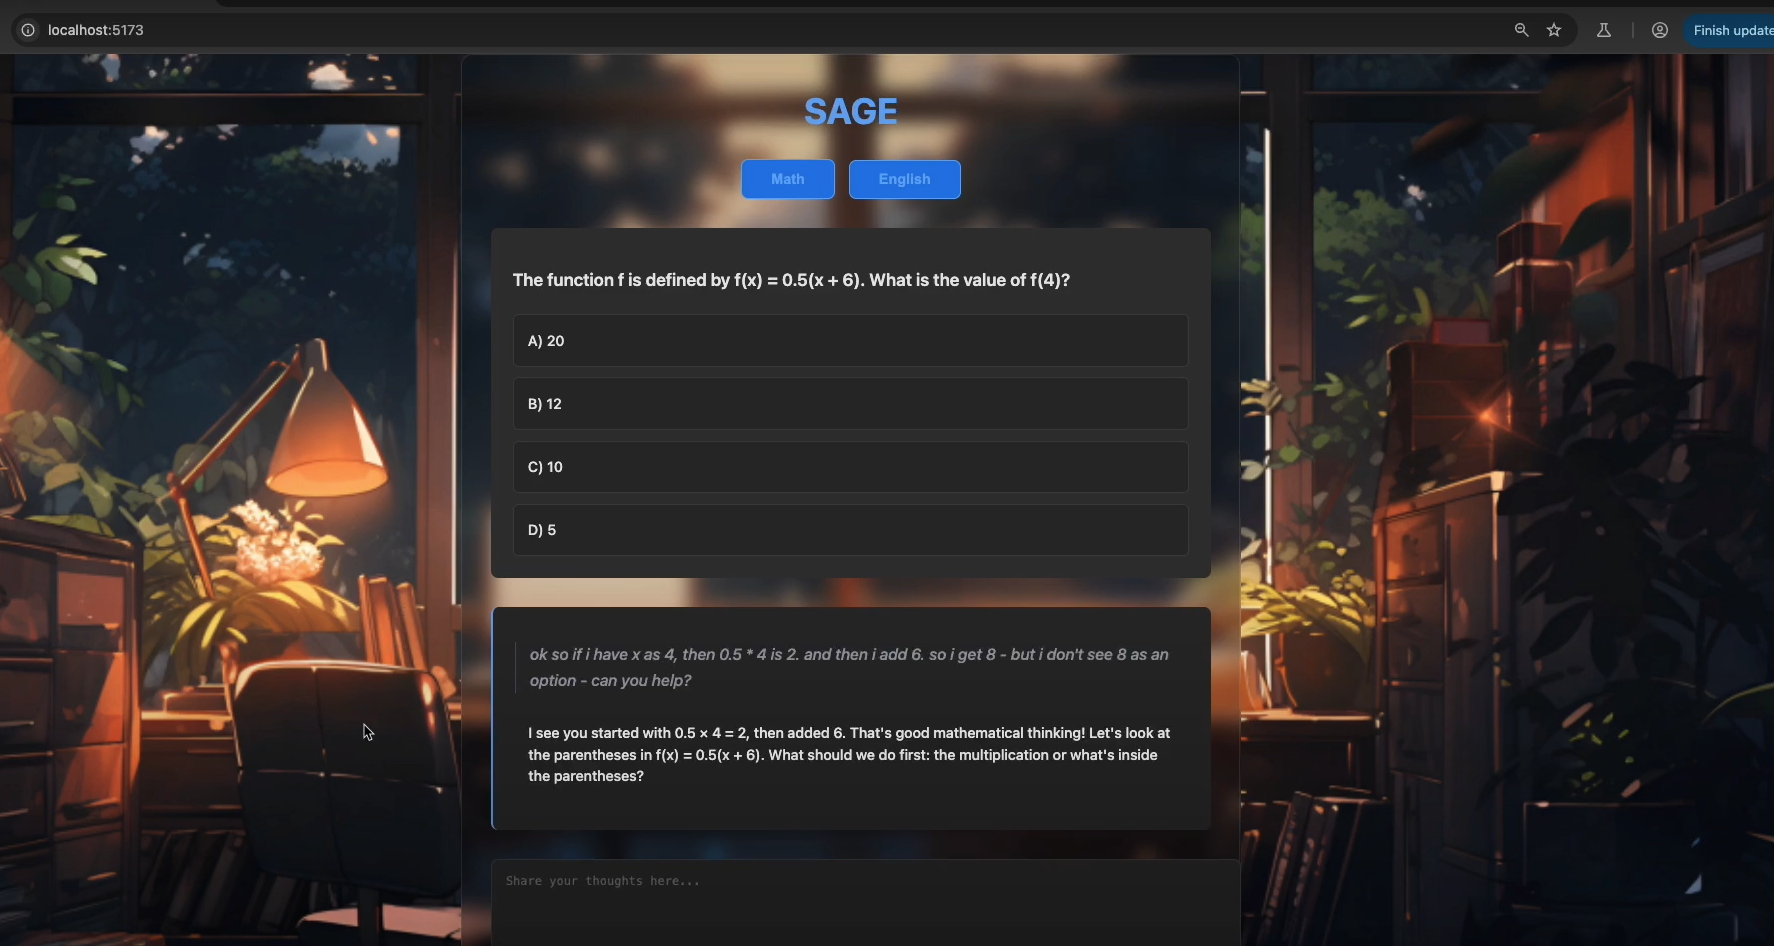 localhost:5173
Finish update
SAGE
Math
English
The function f is defined by f(x) = 0.5(x + 6). What is the value of f(4)?
A) 20
B) 12
C) 10
D) 5
ok so if i have x as 4, then 0.5 * 4 is 2. and then i add 6. so i get 8 - but i don't see 8 as an
option - can you help?
I see you started with 0.5 × 4 = 2, then added 6. That's good mathematical thinking! Let's look at
the parentheses in f(x) = 0.5(x + 6). What should we do first: the multiplication or what's inside
the parentheses?
Share your thoughts here...